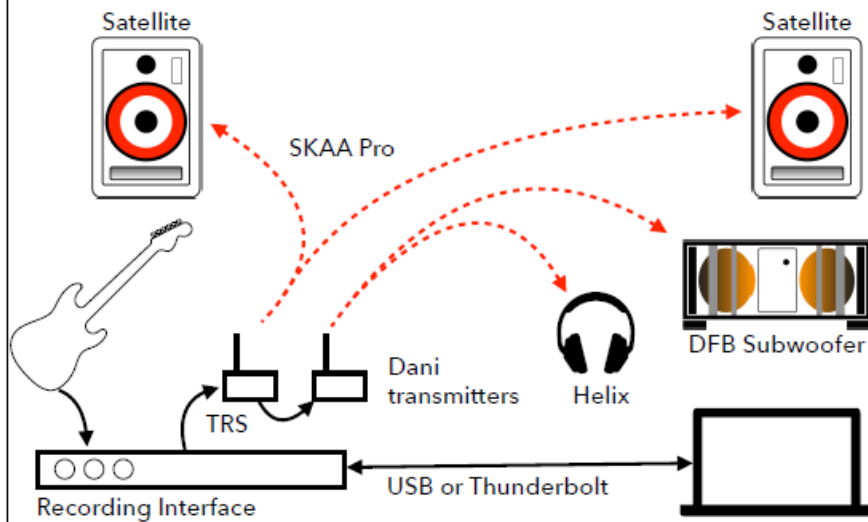 Satellite
Satellite
SKAA Pro
DFB Subwoofer
Dani
transmitters
Helix
TRS
USB or Thunderbolt
Recording Interface